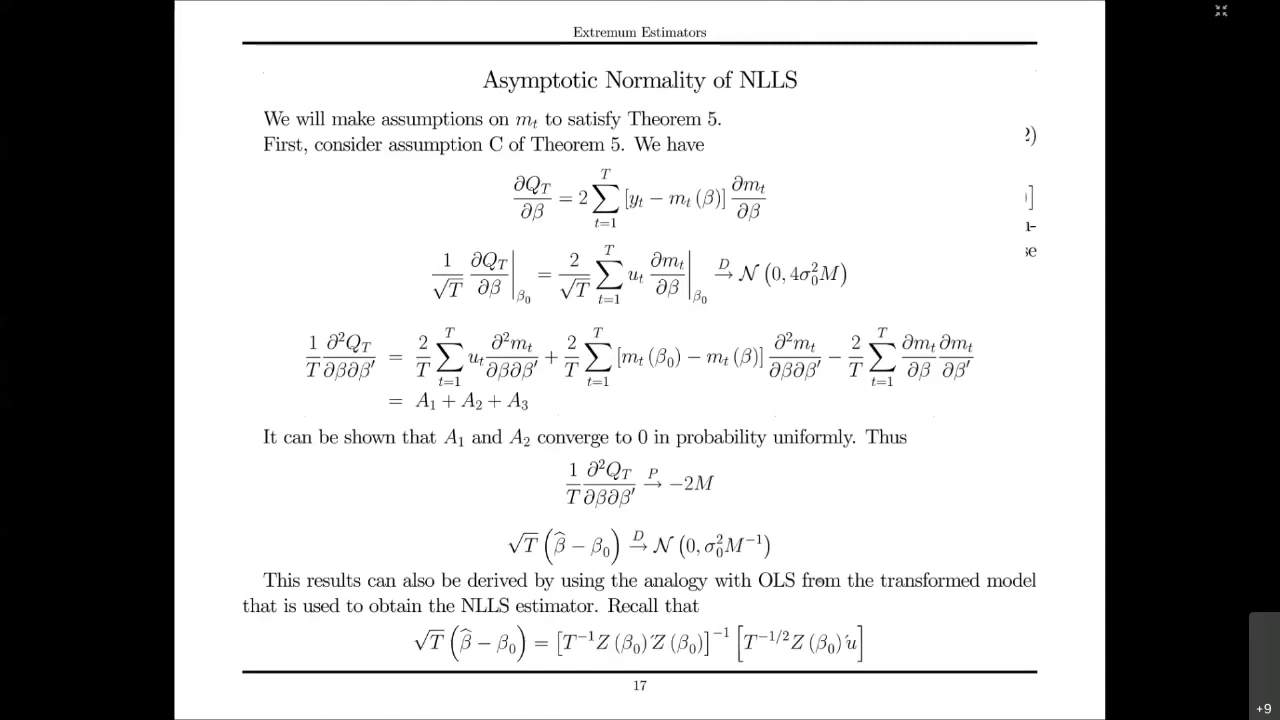 Extremum Estimators
Asymptotic Normality of NLLS
We will make assumptions on m_t to satisfy Theorem 5.
First, consider assumption C of Theorem 5. We have
2)
∂Q_T/∂β = 2 ∑_{t=1}^{T} [y_t − m_t (β)] ∂m_t/∂β
]
1-
se
1/√T ∂Q_T/∂β |_{β_0} = 2/√T ∑_{t=1}^{T} u_t ∂m_t/∂β |_{β_0} →^D 𝒩 (0, 4σ_0^2 M)
1/T ∂²Q_T/∂β∂β′ = 2/T ∑_{t=1}^{T} u_t ∂²m_t/∂β∂β′ + 2/T ∑_{t=1}^{T} [m_t (β_0) − m_t (β)] ∂²m_t/∂β∂β′ − 2/T ∑_{t=1}^{T} ∂m_t/∂β ∂m_t/∂β′
= A_1 + A_2 + A_3
It can be shown that A_1 and A_2 converge to 0 in probability uniformly. Thus
1/T ∂²Q_T/∂β∂β′ →^P −2M
√T (β̂ − β_0) →^D 𝒩 (0, σ_0^2 M^{−1})
This results can also be derived by using the analogy with OLS from the transformed model
that is used to obtain the NLLS estimator. Recall that
√T (β̂ − β_0) = [T^{−1} Z (β_0)′Z (β_0)]^{−1} [T^{−1/2} Z (β_0)′u]
17
+9